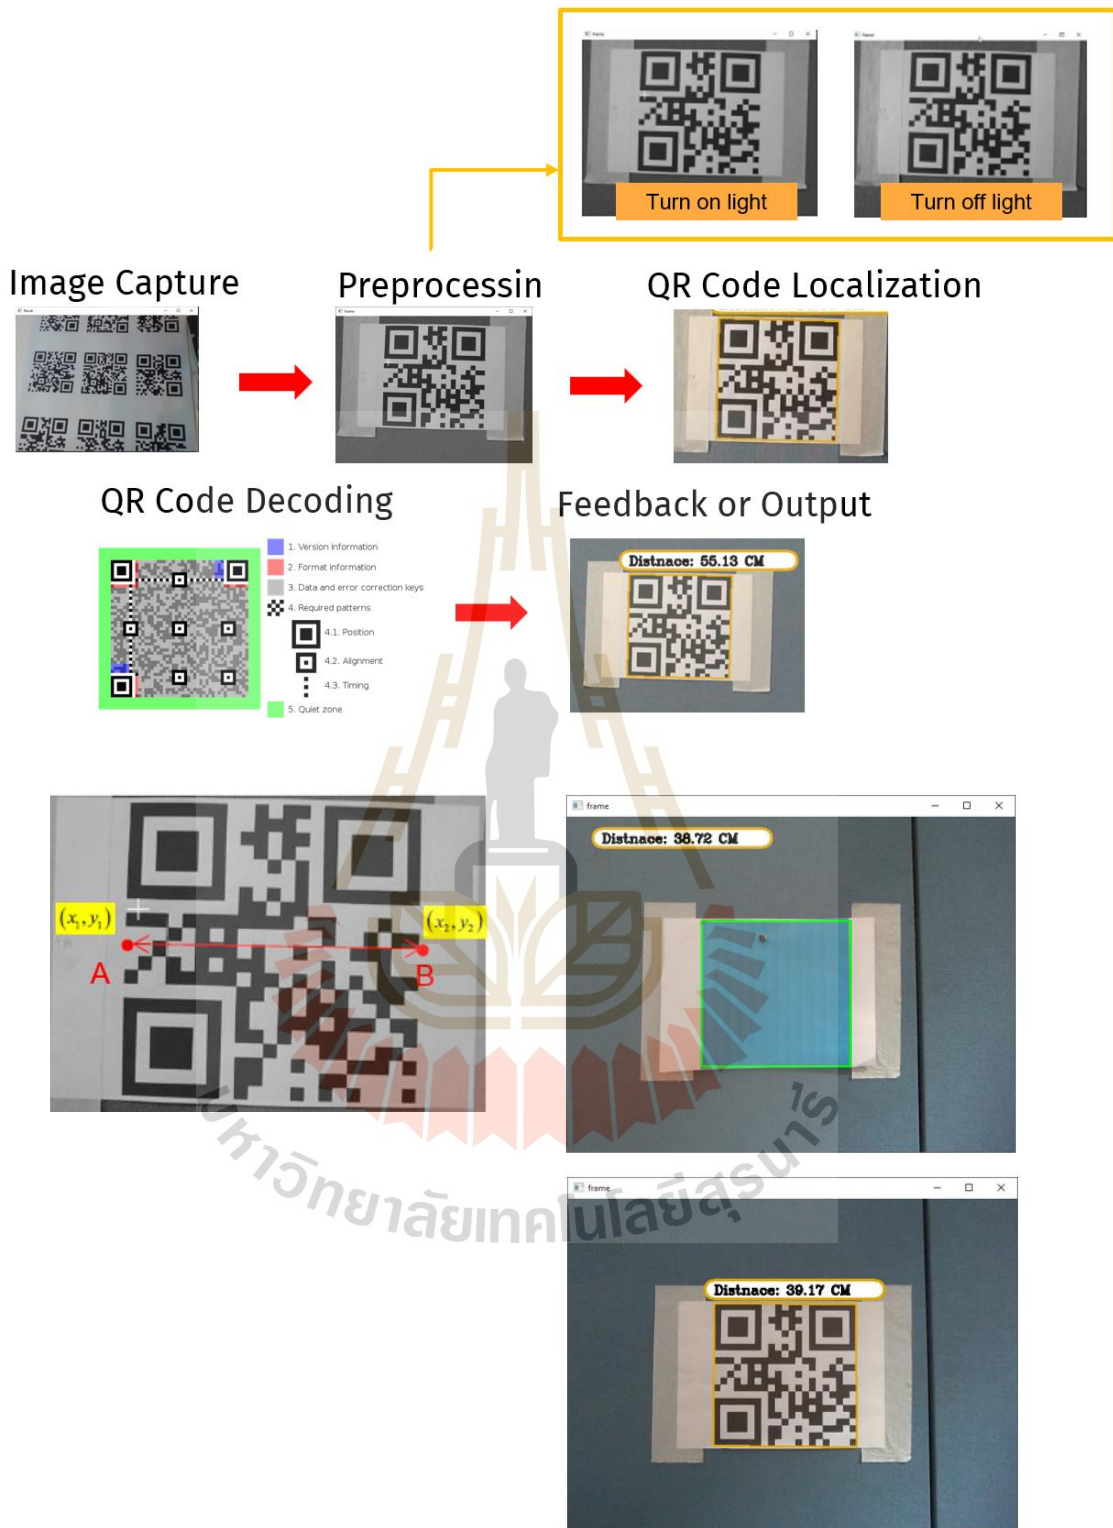 frame
frame
Turn on light
Turn off light
Image Capture
Preprocessin
QR Code Localization
Result
frame
QR Code Decoding
Feedback or Output
1. Version information
2. Format information
3. Data and error correction keys
4. Required patterns
4.1. Position
4.2. Alignment
4.3. Timing
5. Quiet zone
Distnace: 55.13 CM
frame
Distnace: 38.72 CM
(x₁, y₁)
(x₂, y₂)
A
B
frame
Distnace: 39.17 CM
มหาวิทยาลัยเทคโนโลยีสุรนารี